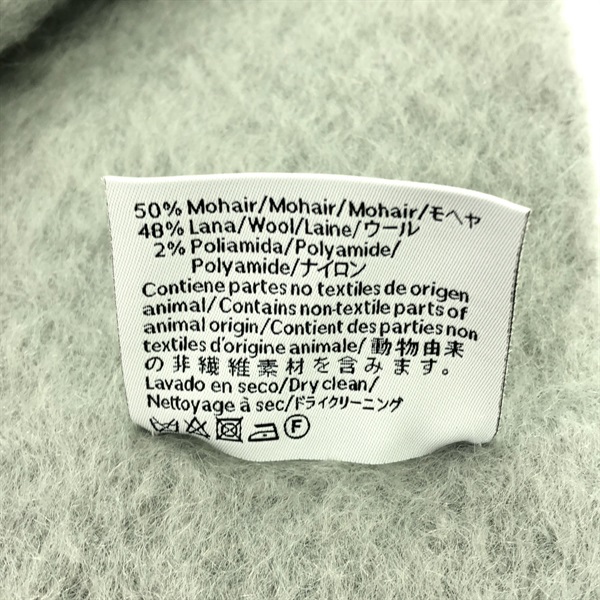 50% Mohair/Mohair/Mohair/モヘヤ
48% Lana/Wool/Laine/ウール
2% Poliamida/Polyamide/
Polyamide/ナイロン
Contiene partes no textiles de origen
animal/Contains non-textile parts of
animal origin/Contient des parties non
textiles d'origine animale/動物由来
の非繊維素材を含みます。
Lavado en seco/Dry clean/
Nettoyage à sec/ドライクリーニング
F